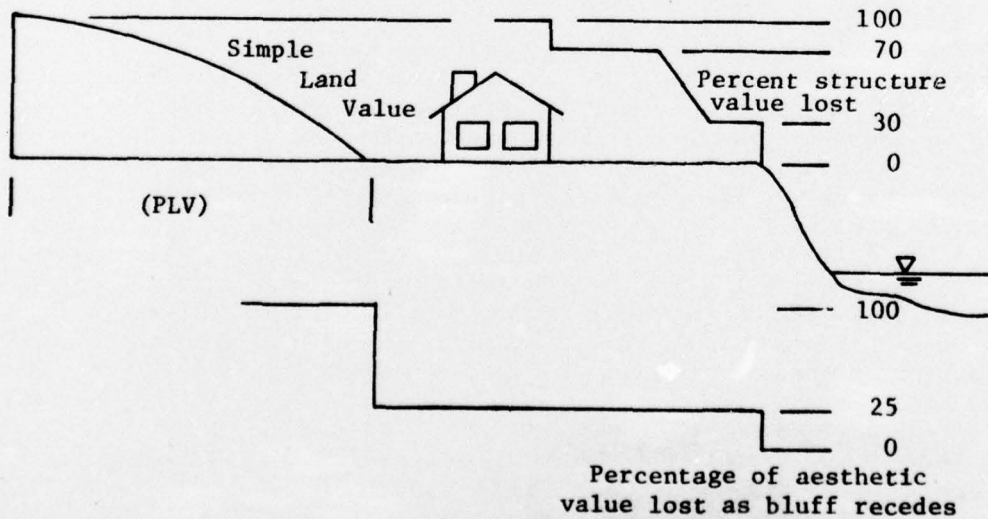 100
Simple
70
Land
Percent structure
Value
value lost
30
0
(PLV)
100
25
0
Percentage of aesthetic
value lost as bluff recedes